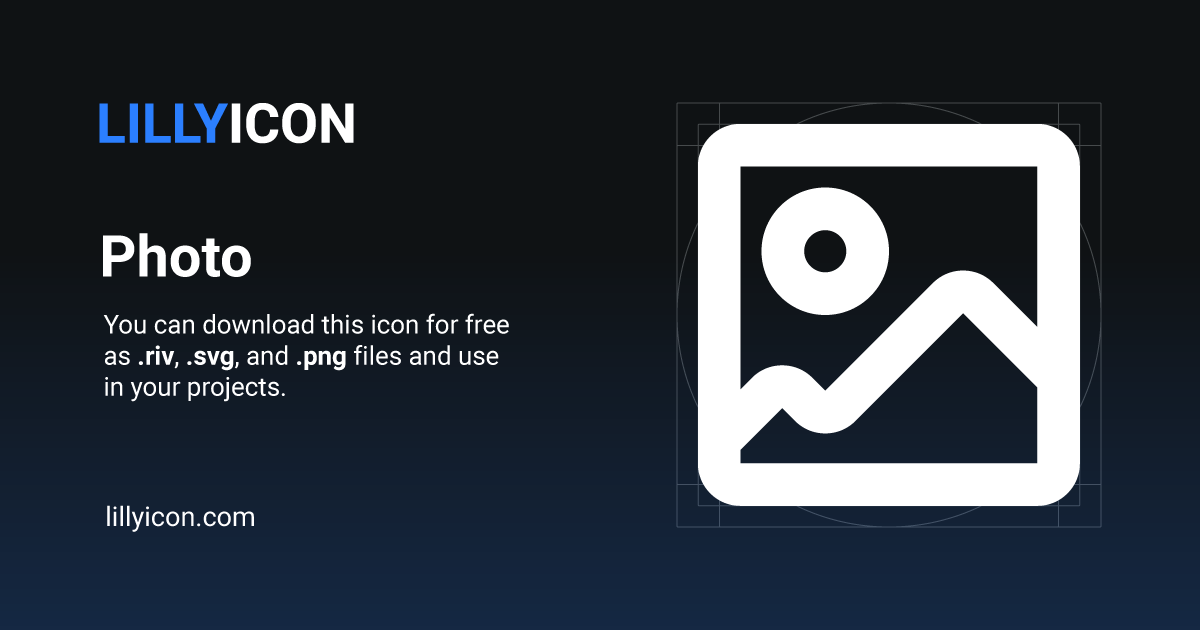 LILLYICON
Photo
You can download this icon for free
as .riv, .svg, and .png files and use
in your projects.
lillyicon.com